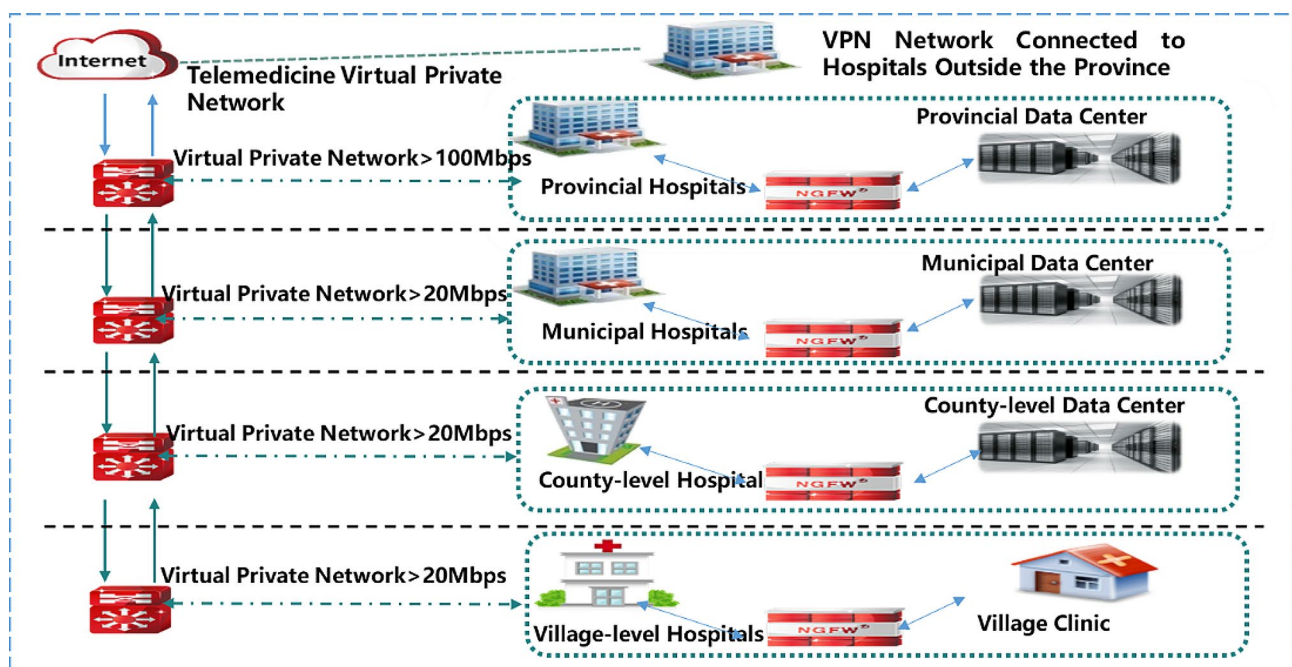 Internet
VPN Network Connected to
Hospitals Outside the Province
Telemedicine Virtual Private
Network
Provincial Data Center
Virtual Private Network>100Mbps
Provincial Hospitals
NGFW®
Municipal Data Center
Virtual Private Network>20Mbps
Municipal Hospitals
NGFW®
County-level Data Center
Virtual Private Network>20Mbps
County-level Hospital
NGFW®
Virtual Private Network>20Mbps
Village-level Hospitals
NGFW®
Village Clinic